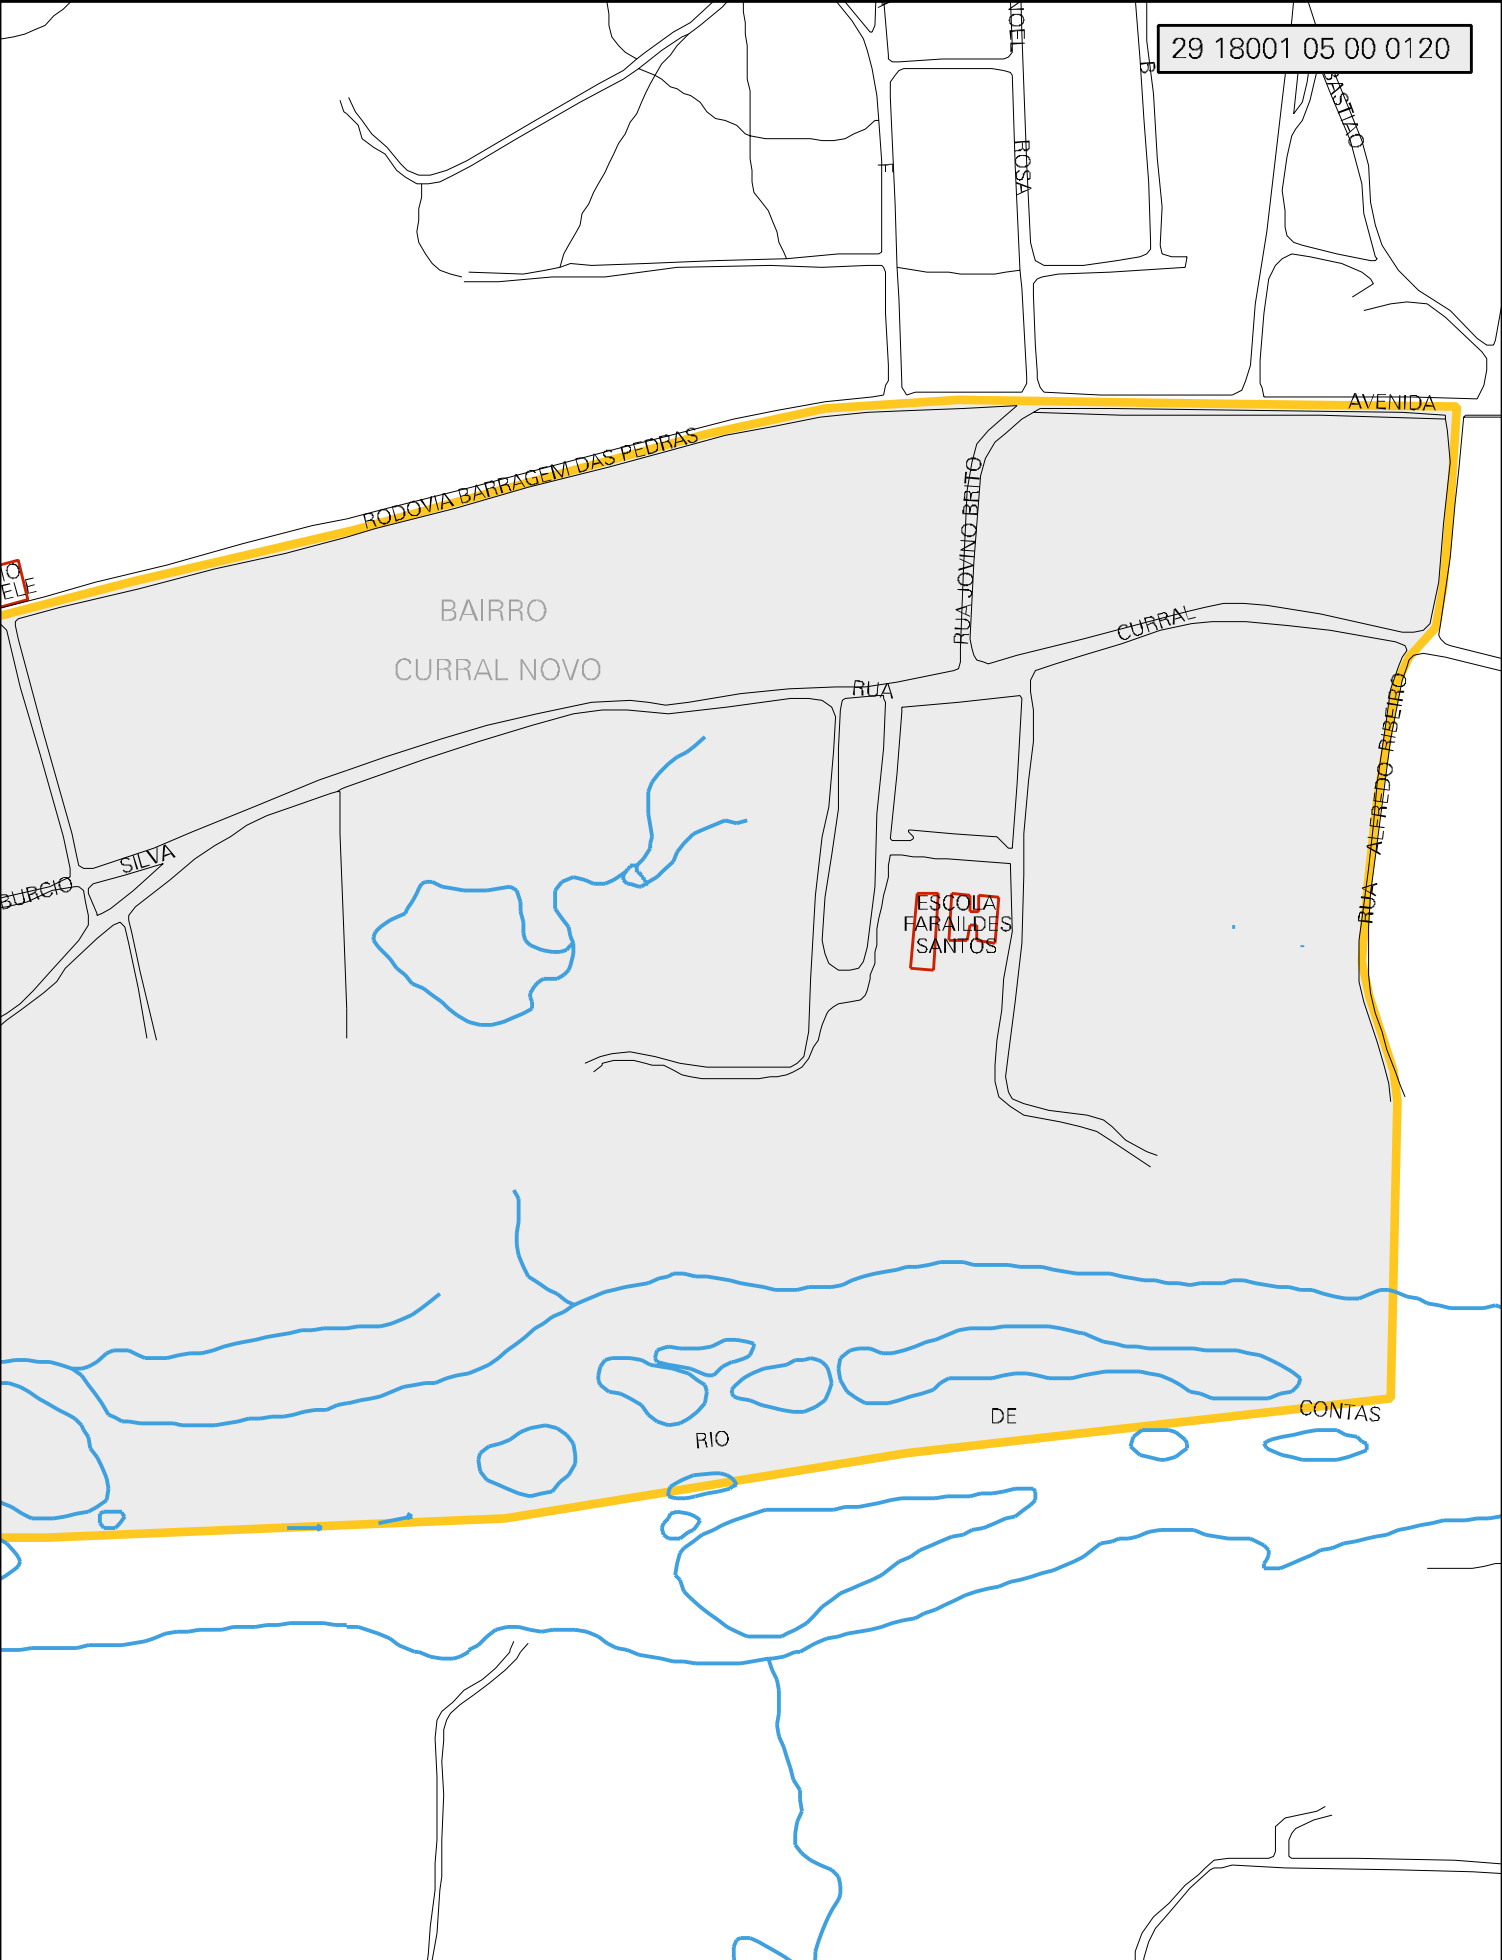 29 18001 05 00 0120
ROSA
B
F
AVENIDA
RODOVIA BARRAGEM DAS PEDRAS
RUA JOVINO BRITO
BAIRRO
CURRAL NOVO
CURRAL
RUA
RUA ALFREDO RIBEIRO
SILVA
ESCOLA
FARAILDES
SANTOS
RIO
DE
CONTAS